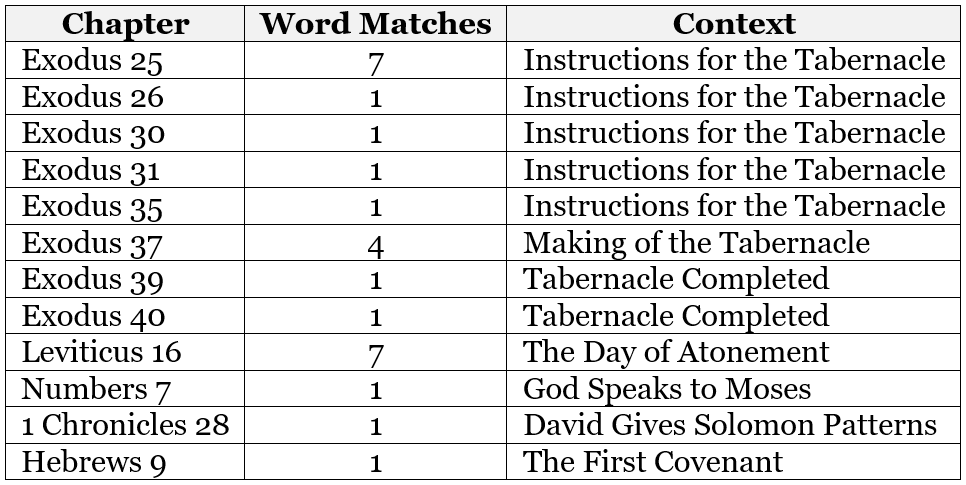 Chapter Word Matches Context
Exodus 25 7 Instructions for the Tabernacle
Exodus 26 1 Instructions for the Tabernacle
Exodus 30 1 Instructions for the Tabernacle
Exodus 31 1 Instructions for the Tabernacle
Exodus 35 1 Instructions for the Tabernacle
Exodus 37 4 Making of the Tabernacle
Exodus 39 1 Tabernacle Completed
Exodus 40 1 Tabernacle Completed
Leviticus 16 7 The Day of Atonement
Numbers 7 1 God Speaks to Moses
1 Chronicles 28 1 David Gives Solomon Patterns
Hebrews 9 1 The First Covenant